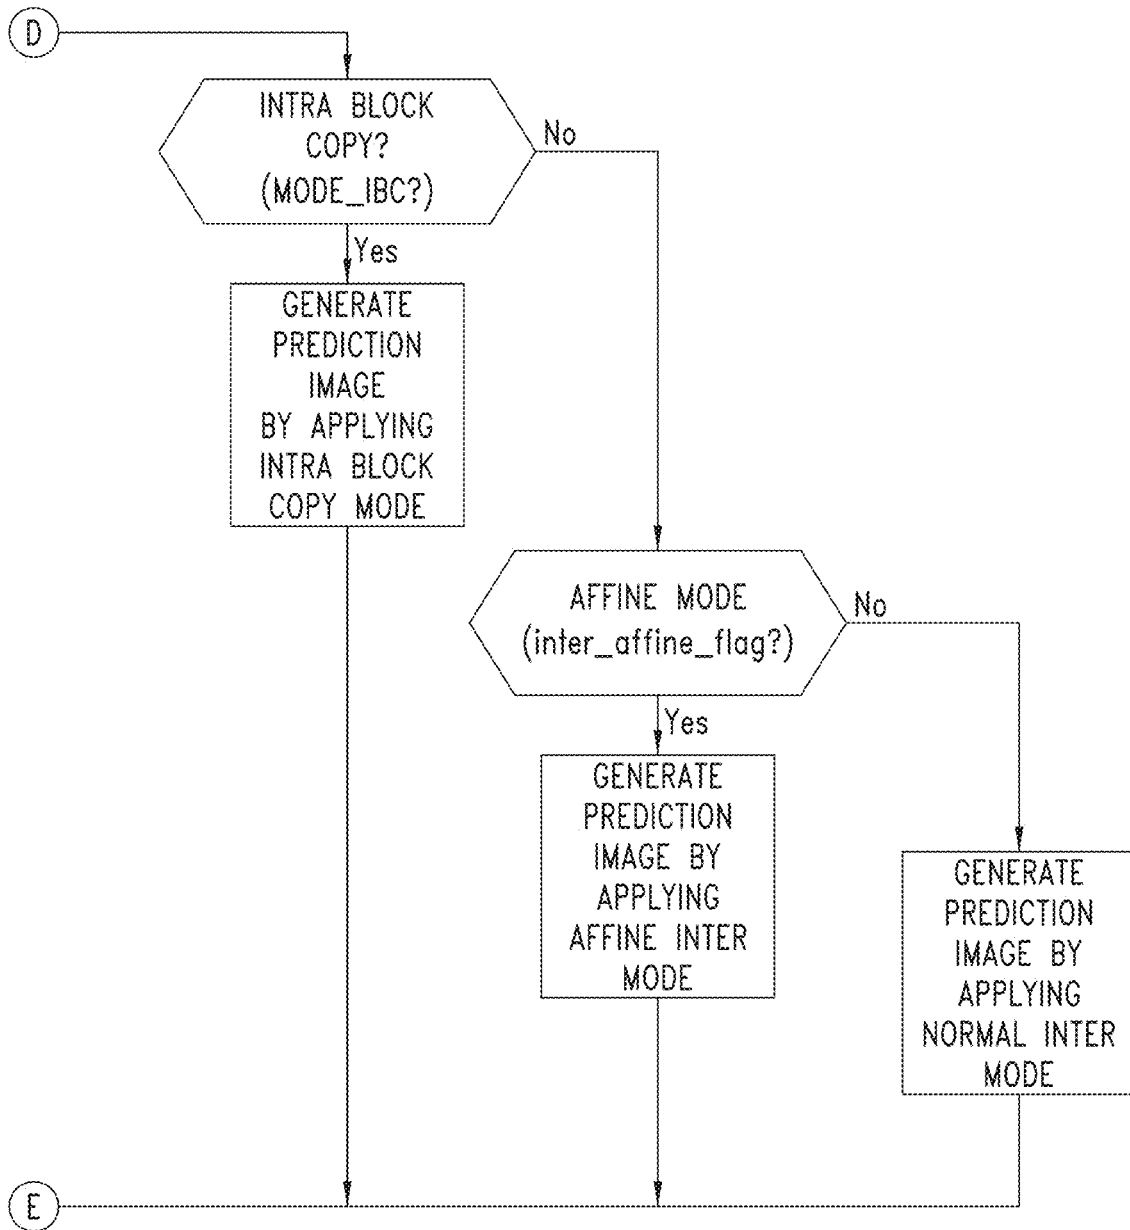 D
INTRA BLOCK
COPY?
(MODE_IBC?)
No
Yes
GENERATE
PREDICTION
IMAGE
BY APPLYING
INTRA BLOCK
COPY MODE
AFFINE MODE
(inter_affine_flag?)
No
Yes
GENERATE
PREDICTION
IMAGE BY
APPLYING
AFFINE INTER
MODE
GENERATE
PREDICTION
IMAGE BY
APPLYING
NORMAL INTER
MODE
E